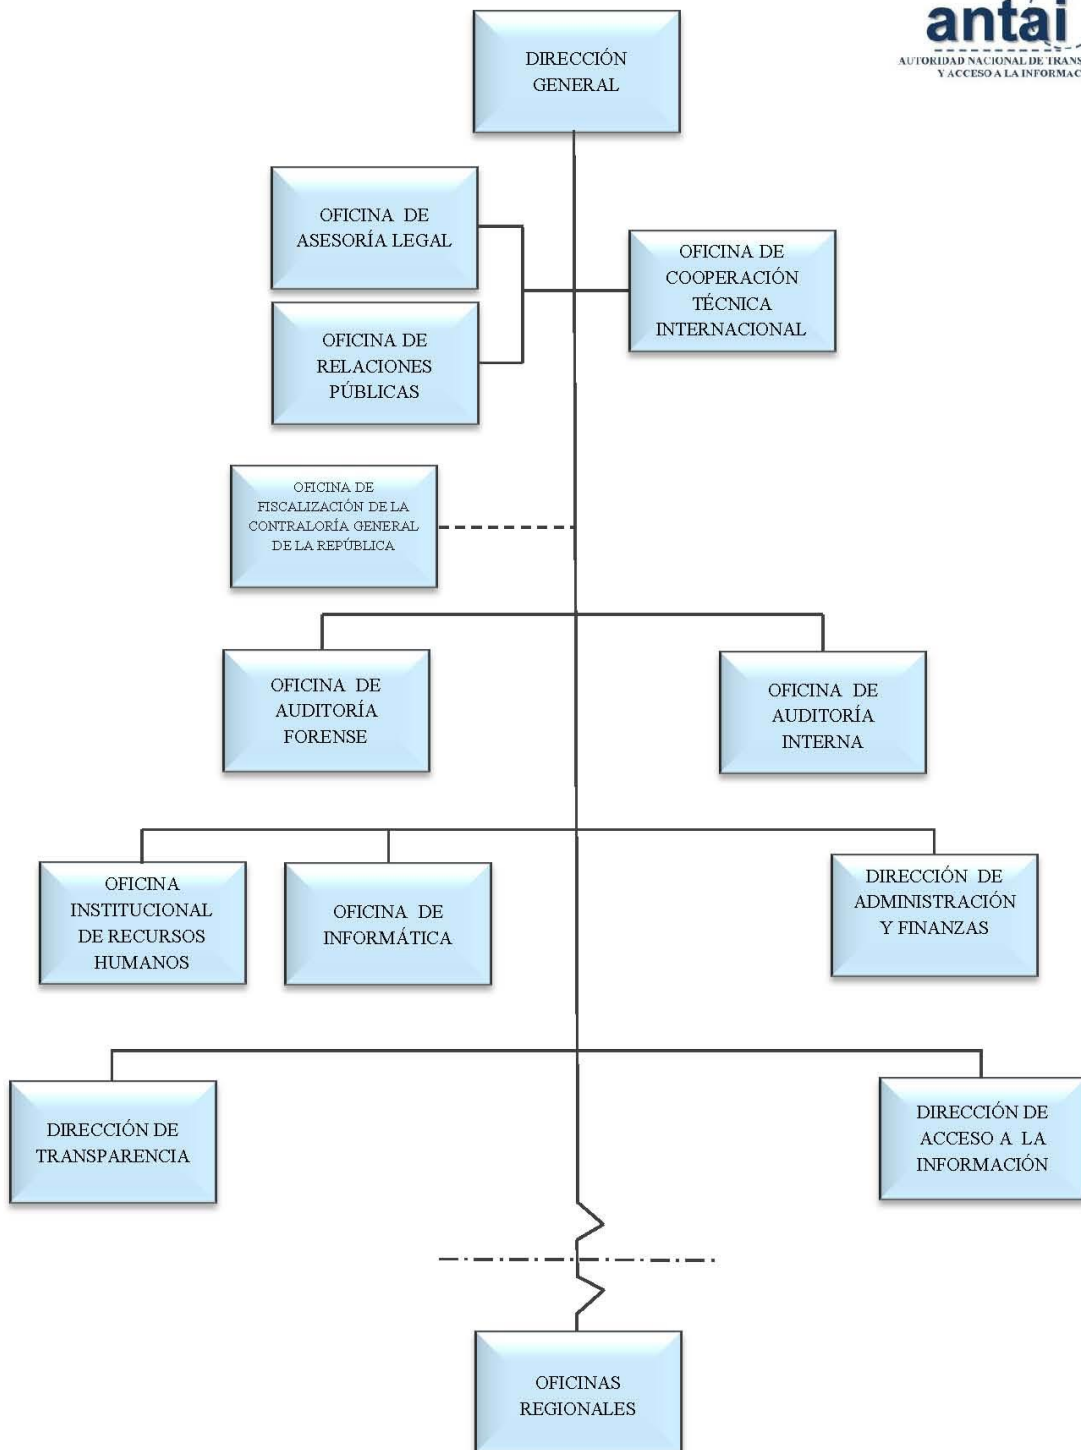 antai
AUTORIDAD NACIONAL DE
Y ACCESO A LA
DIRECCIÓN
GENERAL
OFICINA DE
ASESORÍA LEGAL
OFICINA DE
COOPERACIÓN
TÉCNICA
INTERNACIONAL
OFICINA DE
RELACIONES
PÚBLICAS
OFICINA DE
FISCALIZACIÓN DE LA
CONTRALORÍA GENERAL
DE LA REPÚBLICA
OFICINA DE
AUDITORÍA
FORENSE
OFICINA DE
AUDITORÍA
INTERNA
OFICINA
INSTITUCIONAL
DE RECURSOS
HUMANOS
OFICINA DE
INFORMÁTICA
DIRECCIÓN DE
ADMINISTRACIÓN
Y FINANZAS
DIRECCIÓN DE
TRANSPARENCIA
DIRECCIÓN DE
ACCESO A LA
INFORMACIÓN
OFICINAS
REGIONALES